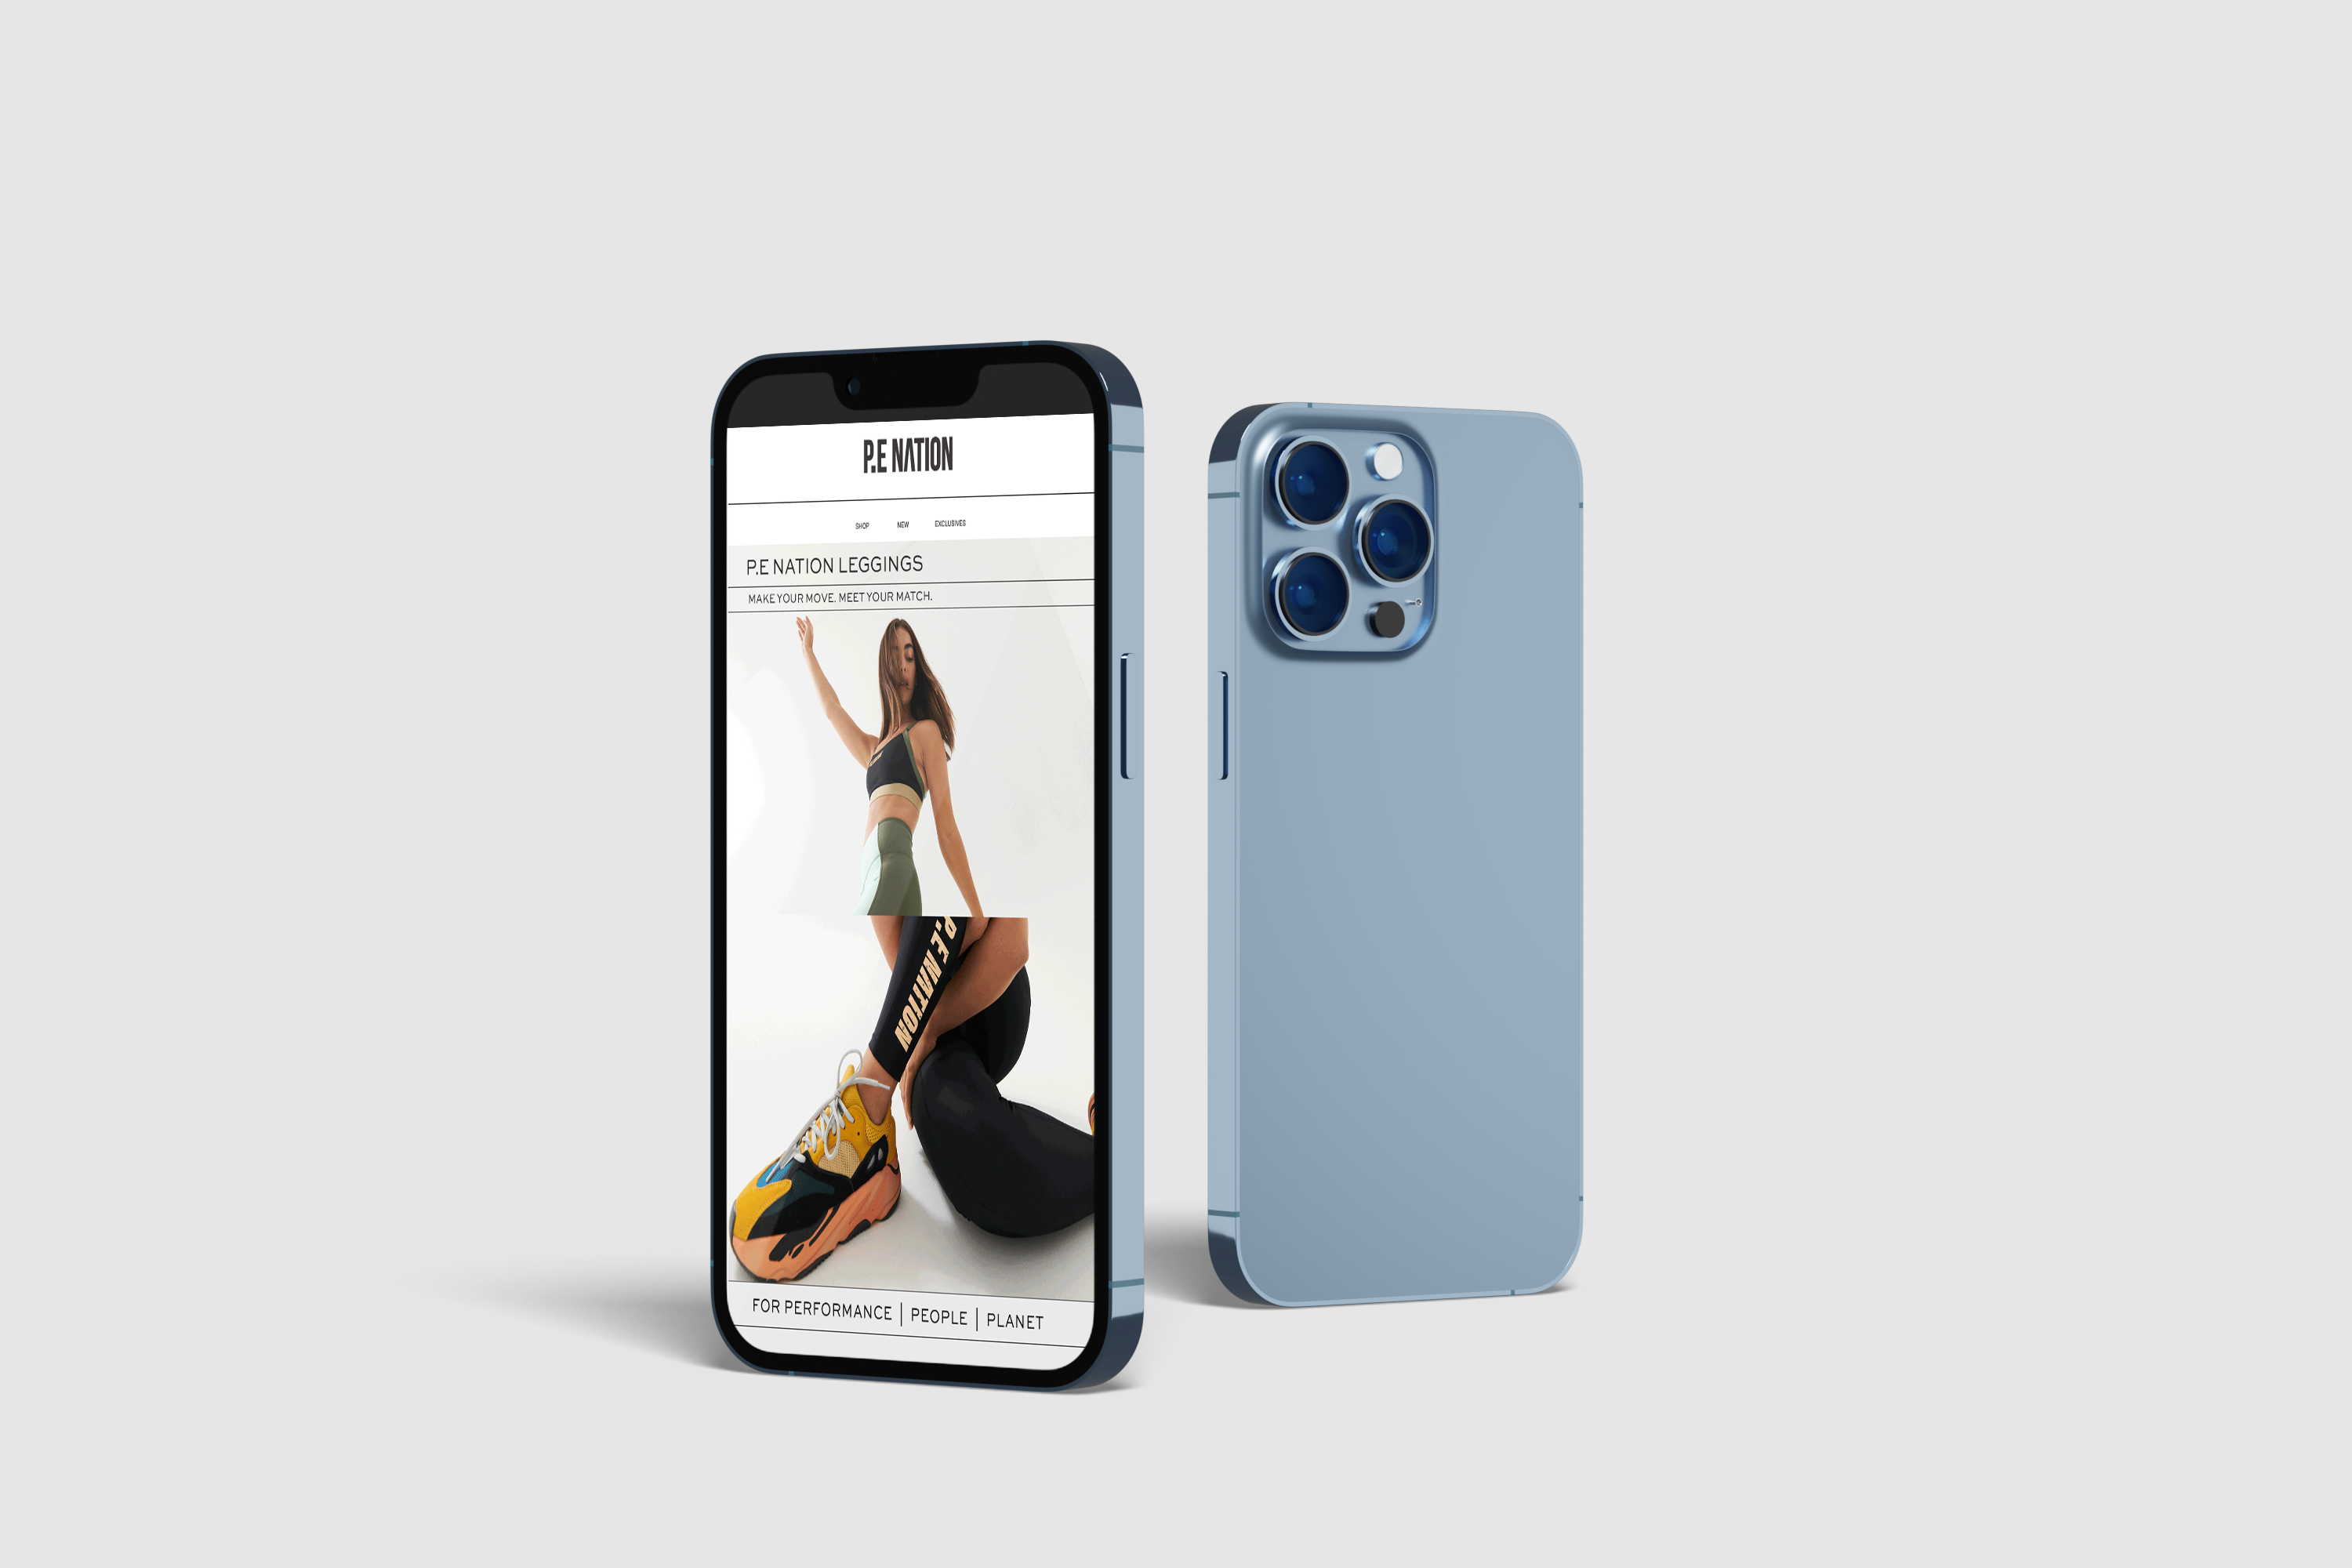 P.E NATION
SHOP NEW EXCLUSIVES
P.E NATION LEGGINGS
MAKE YOUR MOVE. MEET YOUR MATCH.
P.E NATION
FOR PERFORMANCE | PEOPLE | PLANET